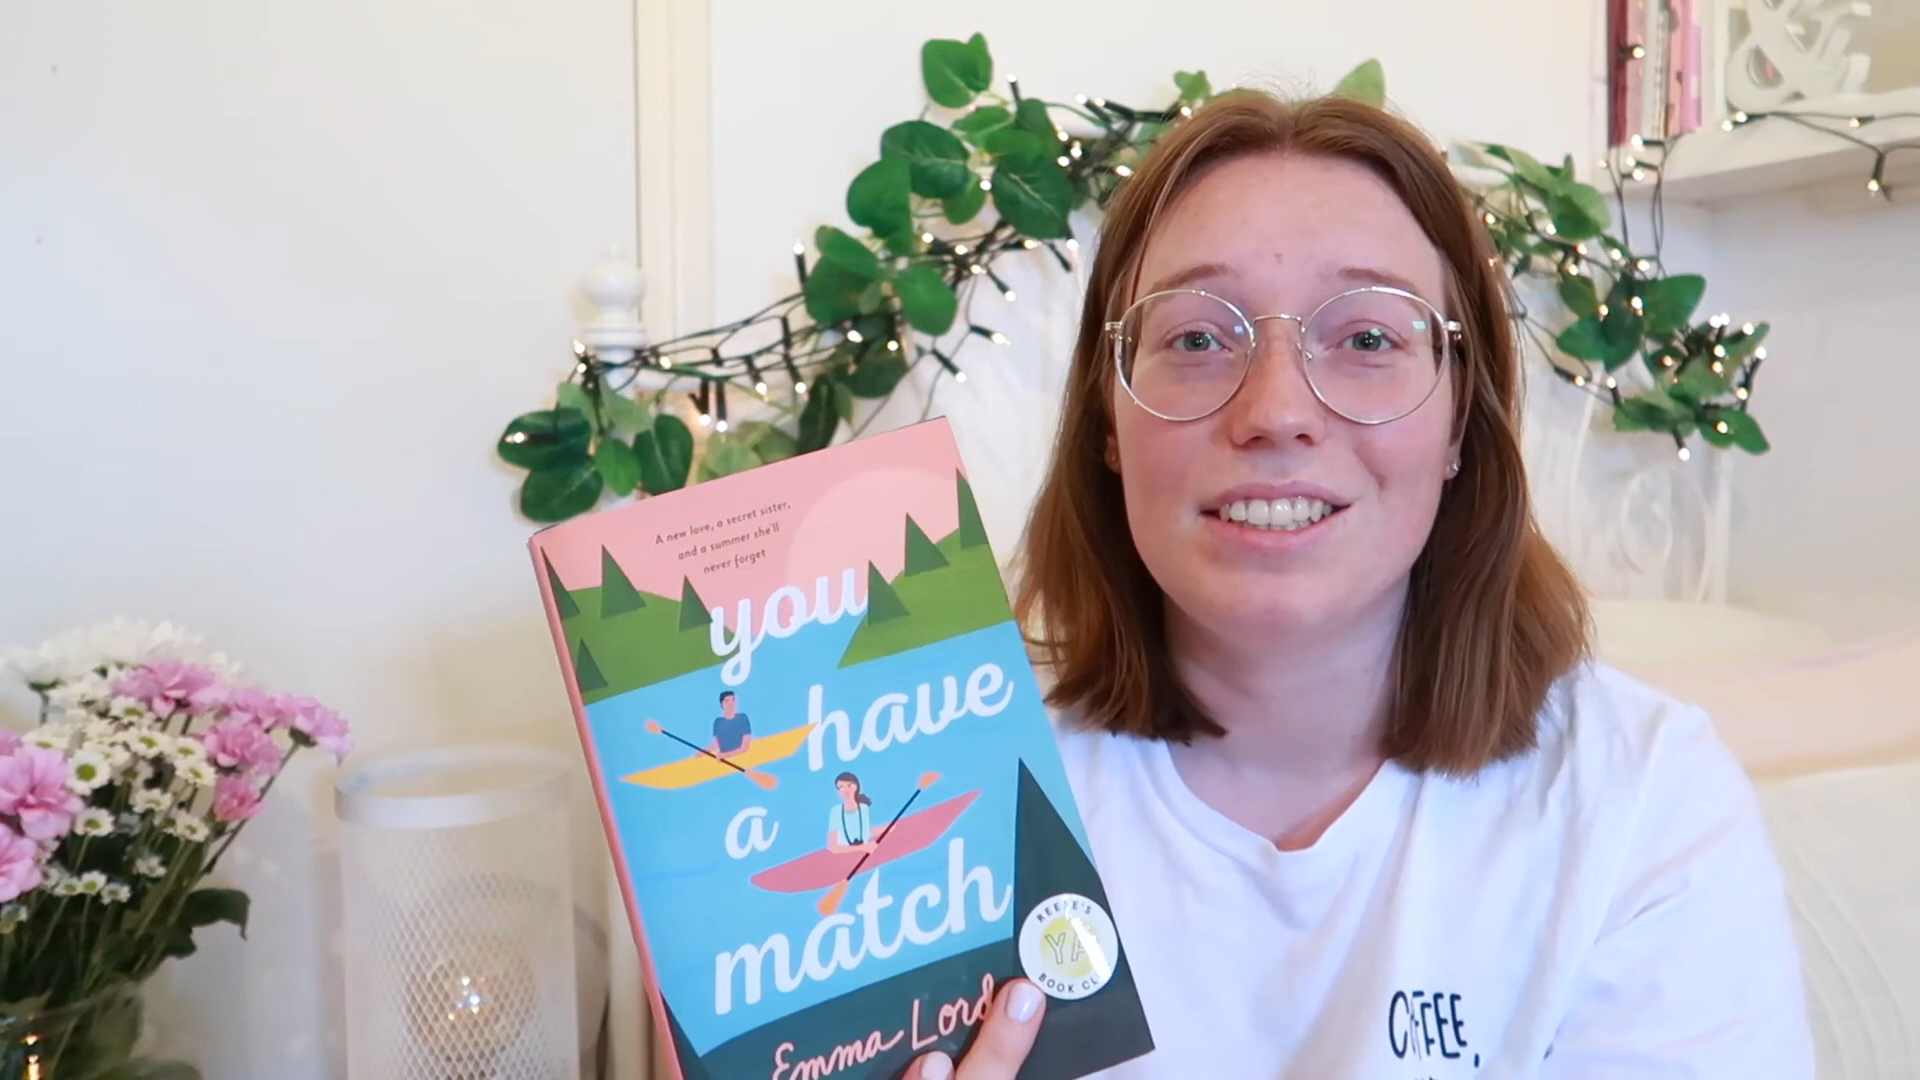 A new love, a secret sister,
and a summer she'll
never forget
you
have
a
match
Emma Lord
REESE'S
YA
BOOK CL
COFFEE,